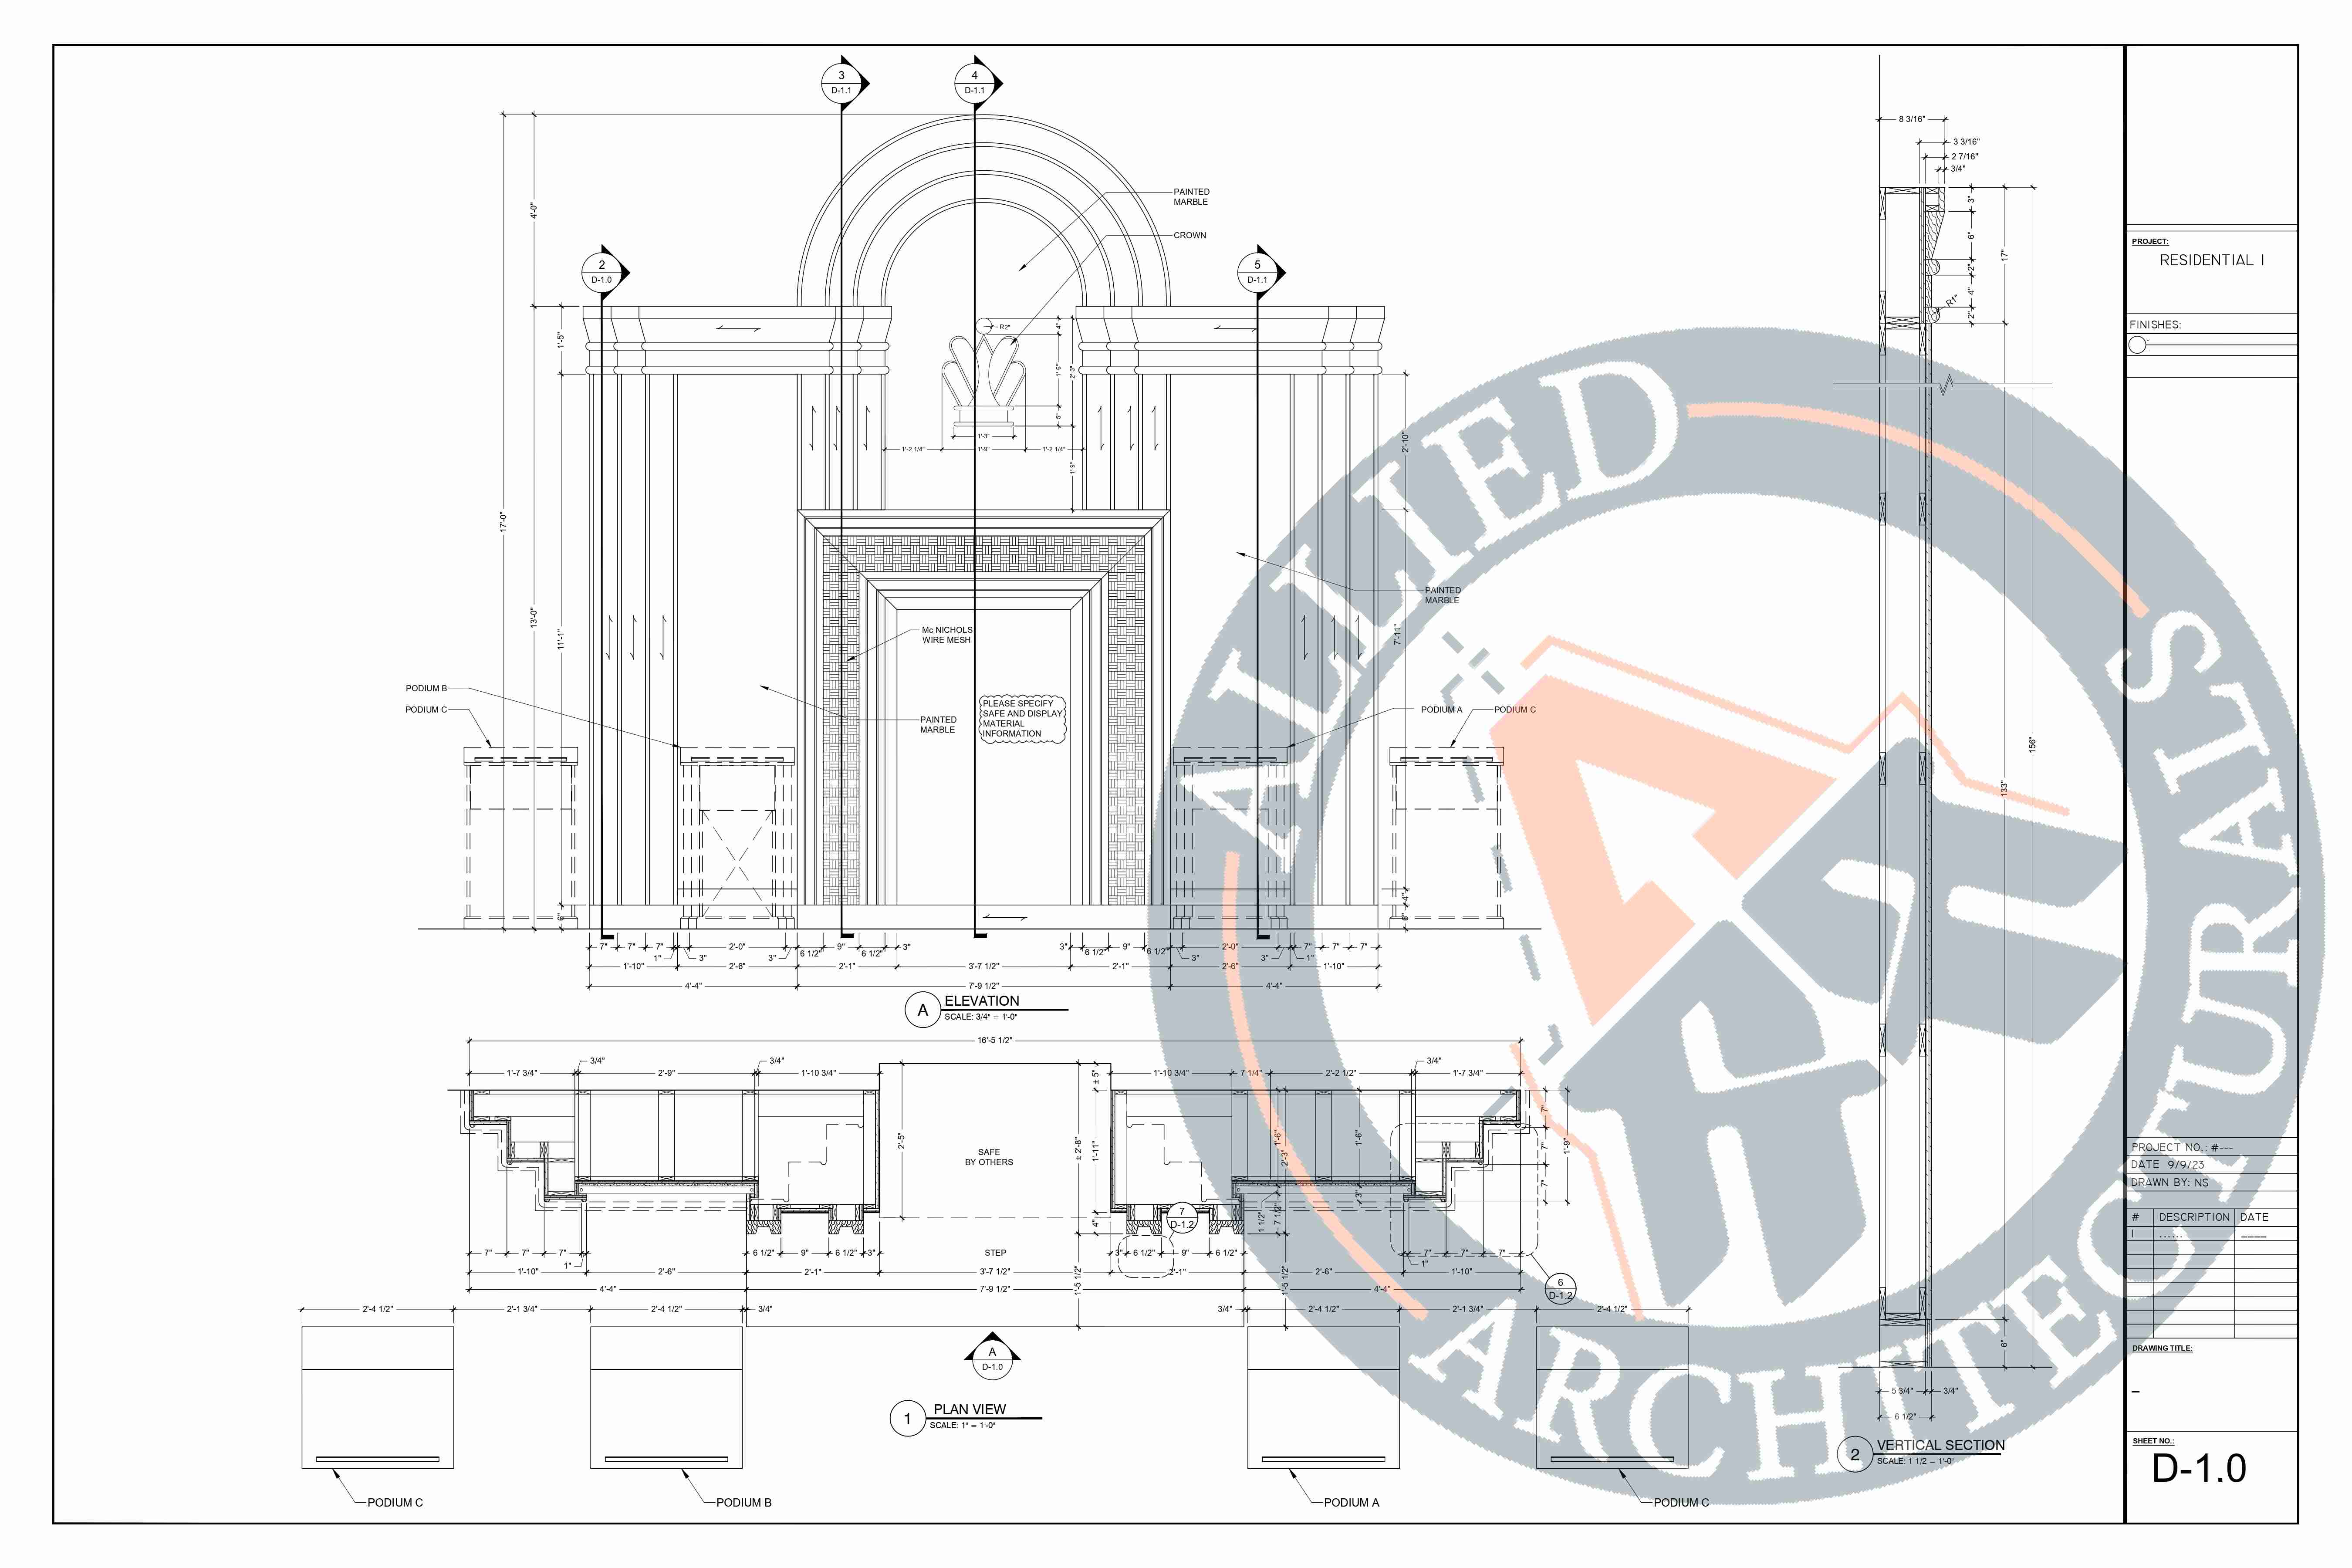 3
D-1.1
4
D-1.1
2
D-1.0
5
D-1.1
PAINTED
MARBLE
CROWN
4'-0"
17'-0"
13'-0"
1'-5"
11'-1"
6"
R2"
4"
1'-6"
2'-3"
5"
1'-3"
1'-2 1/4"
1'-9"
1'-2 1/4"
1'-9"
2'-10"
7'-11"
4"
6"
Mc NICHOLS
WIRE MESH
PAINTED
MARBLE
PAINTED
MARBLE
PLEASE SPECIFY
SAFE AND DISPLAY
MATERIAL
INFORMATION
PODIUM B
PODIUM C
PODIUM A
PODIUM C
7"
7"
7"
2'-0"
9"
3"
3"
9"
2'-0"
7"
7"
7"
1"
3"
3"
6 1/2"
6 1/2"
6 1/2"
6 1/2"
3"
3"
1"
1'-10"
2'-6"
2'-1"
3'-7 1/2"
2'-1"
2'-6"
1'-10"
4'-4"
7'-9 1/2"
4'-4"
A
ELEVATION
SCALE: 3/4" = 1'-0"
16'-5 1/2"
3/4"
3/4"
3/4"
1'-7 3/4"
2'-9"
1'-10 3/4"
1'-10 3/4"
7 1/4"
2'-2 1/2"
1'-7 3/4"
± 5"
2'-5"
± 2'-8"
1'-11"
4"
SAFE
BY OTHERS
1'-6"
2'-3"
1'-6"
3"
1 1/2"
7 1/2"
7"
7"
7"
1'-9"
7
D-1.2
7"
7"
7"
6 1/2"
9"
6 1/2"
3"
STEP
3"
6 1/2"
9"
6 1/2"
7"
7"
7"
1"
1"
1'-10"
2'-6"
2'-1"
3'-7 1/2"
2'-1"
2'-6"
1'-10"
4'-4"
7'-9 1/2"
4'-4"
1'-5 1/2"
1'-5 1/2"
6
D-1.2
2'-4 1/2"
2'-1 3/4"
2'-4 1/2"
3/4"
3/4"
2'-4 1/2"
2'-1 3/4"
2'-4 1/2"
A
D-1.0
1
PLAN VIEW
SCALE: 1" = 1'-0"
PODIUM C
PODIUM B
PODIUM A
PODIUM C
8 3/16"
3 3/16"
2 7/16"
3/4"
3"
6"
2"
4"
2"
R1"
17"
133"
156"
6"
5 3/4"
3/4"
6 1/2"
2
VERTICAL SECTION
SCALE: 1 1/2 = 1'-0"
ALLIED
ARCHITECTURALS
PROJECT:
RESIDENTIAL I
FINISHES:
PROJECT NO.: #---
DATE 9/9/23
DRAWN BY: NS
# DESCRIPTION DATE
1 ...... ____
DRAWING TITLE:
–
SHEET NO.:
D-1.0